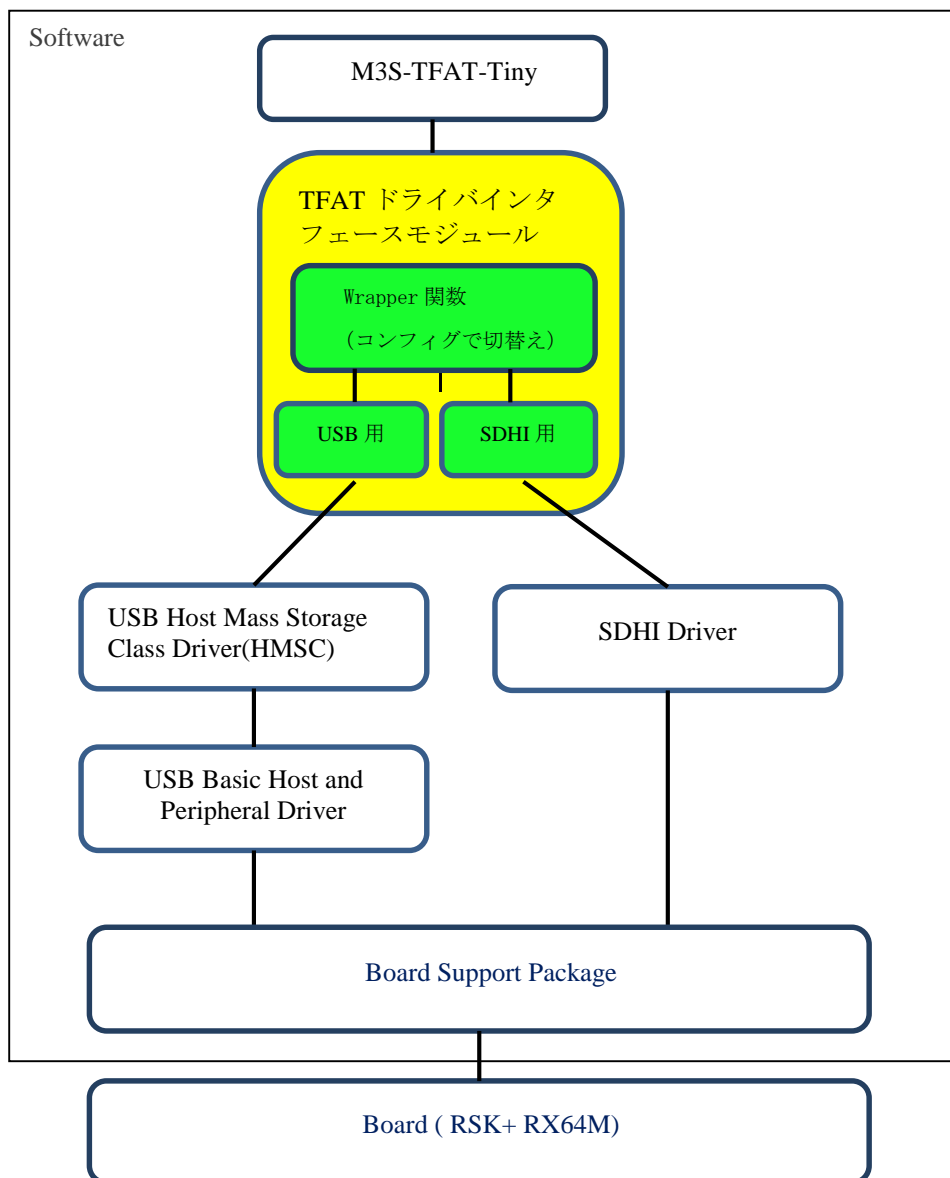 Software
M3S-TFAT-Tiny
TFAT ドライバインタ
フェースモジュール
Wrapper 関数
（コンフィグで切替え）
USB 用
SDHI 用
USB Host Mass Storage
Class Driver(HMSC)
SDHI Driver
USB Basic Host and
Peripheral Driver
Board Support Package
Board ( RSK+ RX64M)